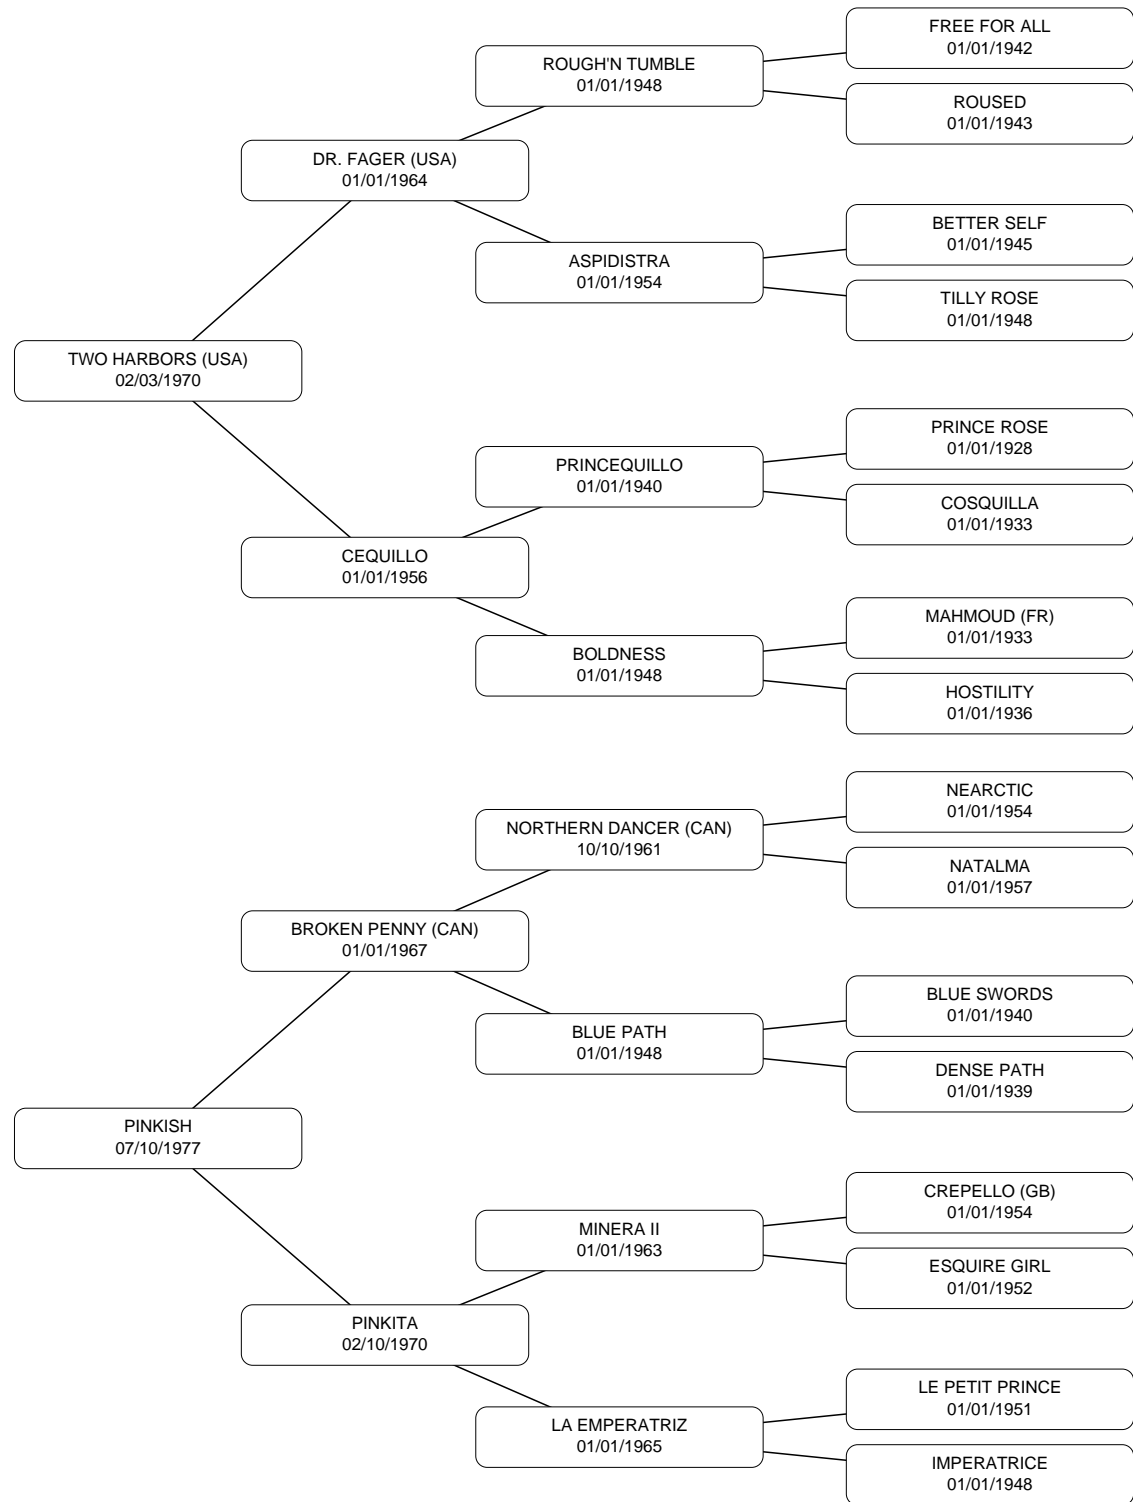 FREE FOR ALL
01/01/1942
ROUGH'N TUMBLE
01/01/1948
ROUSED
01/01/1943
DR. FAGER (USA)
01/01/1964
BETTER SELF
01/01/1945
ASPIDISTRA
01/01/1954
TILLY ROSE
01/01/1948
TWO HARBORS (USA)
02/03/1970
PRINCE ROSE
01/01/1928
PRINCEQUILLO
01/01/1940
COSQUILLA
01/01/1933
CEQUILLO
01/01/1956
MAHMOUD (FR)
01/01/1933
BOLDNESS
01/01/1948
HOSTILITY
01/01/1936
NEARCTIC
01/01/1954
NORTHERN DANCER (CAN)
10/10/1961
NATALMA
01/01/1957
BROKEN PENNY (CAN)
01/01/1967
BLUE SWORDS
01/01/1940
BLUE PATH
01/01/1948
DENSE PATH
01/01/1939
PINKISH
07/10/1977
CREPELLO (GB)
01/01/1954
MINERA II
01/01/1963
ESQUIRE GIRL
01/01/1952
PINKITA
02/10/1970
LE PETIT PRINCE
01/01/1951
LA EMPERATRIZ
01/01/1965
IMPERATRICE
01/01/1948